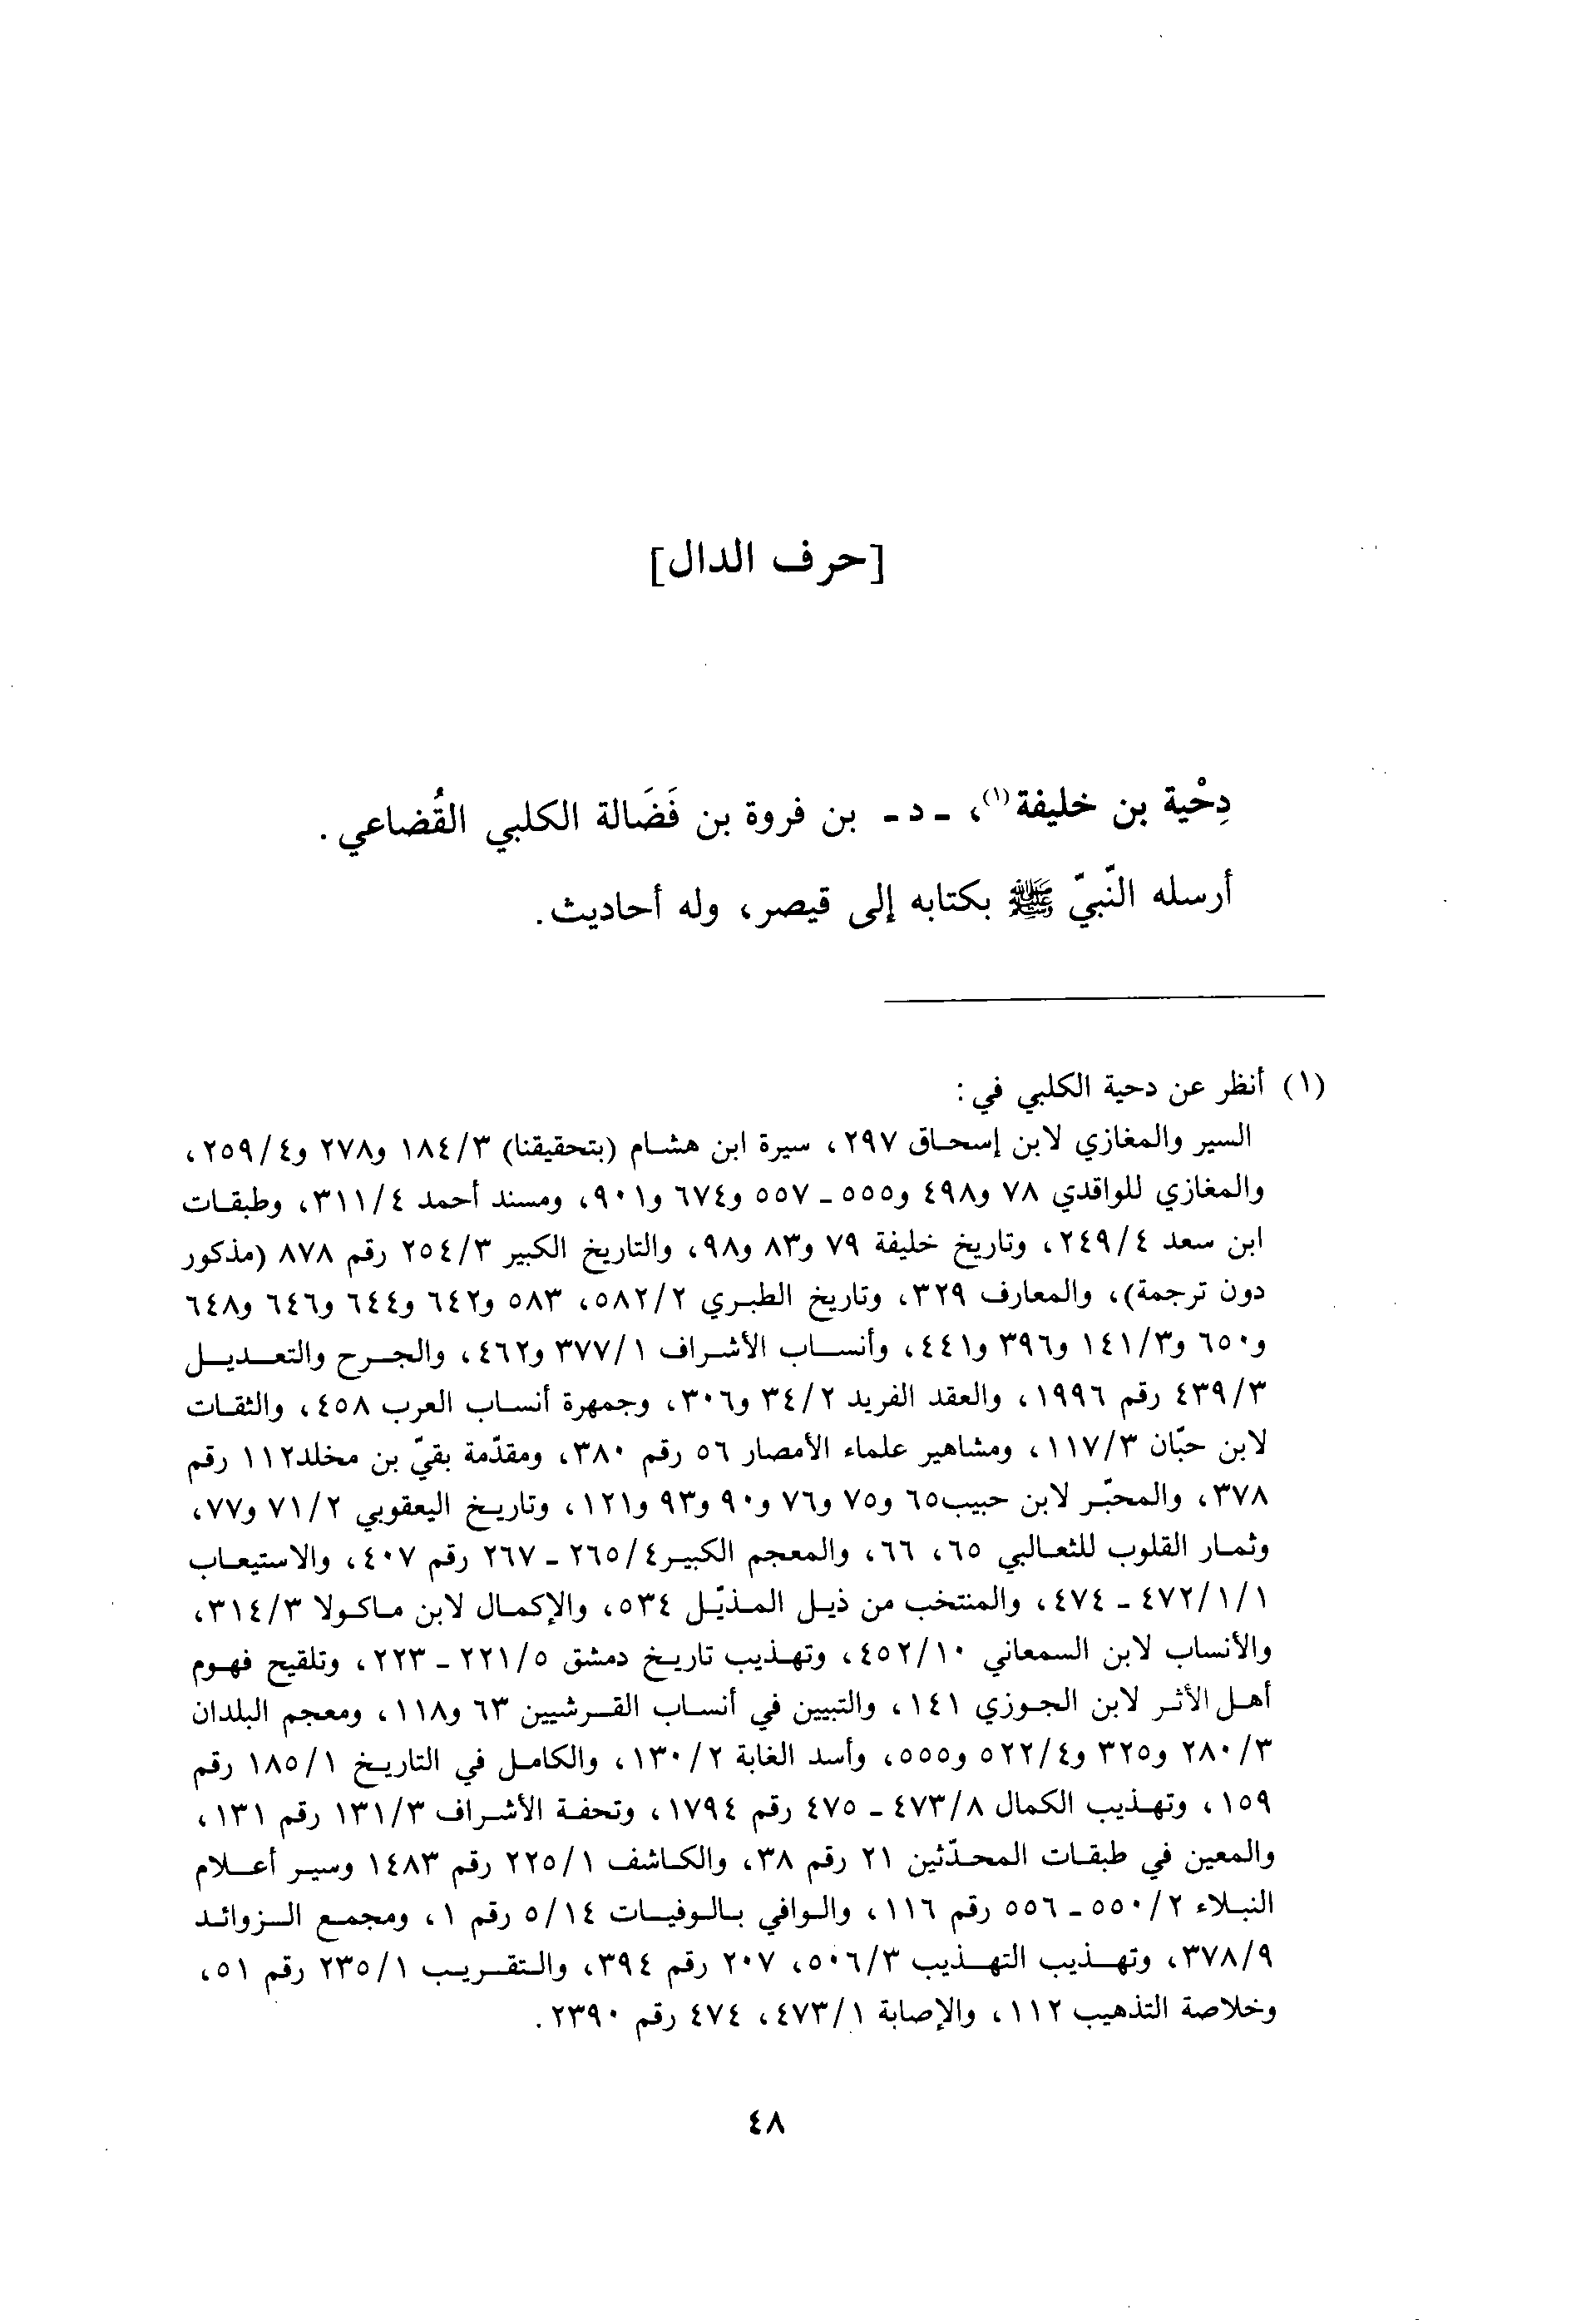 [حرف الدال]
دِحْية بن خليفة(١)، ـ د ـ بن فروة بن فَضَالة الكلبي القُضاعي.
أرسله النّبيّ ﷺ بكتابه إلى قيصر، وله أحاديث.
(١) أنظر عن دحية الكلبي في:
السير والمغازي لابن إسحاق ٢٩٧، سيرة ابن هشام (بتحقيقنا) ١٨٤/٣ و٢٧٨ و٢٥٩/٤،
والمغازي للواقدي ٧٨ و٤٩٨ و٥٥٥ ـ ٥٥٧ و٦٧٤ و٩٠١، ومسند أحمد ٣١١/٤، وطبقات
ابن سعد ٢٤٩/٤، وتاريخ خليفة ٧٩ و٨٣ و٩٨، والتاريخ الكبير ٢٥٤/٣ رقم ٨٧٨ (مذكور
دون ترجمة)، والمعارف ٣٢٩، وتاريخ الطبري ٥٨٢/٢، ٥٨٣ و٦٤٢ و٦٤٤ و٦٤٦ و٦٤٨
و٦٥٠ و١٤١/٣ و٣٩٦ و٤٤١، وأنساب الأشراف ٣٧٧/١ و٤٦٢، والجرح والتعديل
٤٣٩/٣ رقم ١٩٩٦، والعقد الفريد ٣٤/٢ و٣٠٦، وجمهرة أنساب العرب ٤٥٨، والثقات
لابن حبّان ١١٧/٣، ومشاهير علماء الأمصار ٥٦ رقم ٣٨٠، ومقدّمة بقيّ بن مخلد١١٢ رقم
٣٧٨، والمحبّر لابن حبيب٦٥ و٧٥ و٧٦ و٩٠ و٩٣ و١٢١، وتاريخ اليعقوبي ٧١/٢ و٧٧،
وثمار القلوب للثعالبي ٦٥، ٦٦، والمعجم الكبير٢٦٥/٤ ـ ٢٦٧ رقم ٤٠٧، والاستيعاب
٤٧٢/١/١ ـ ٤٧٤، والمنتخب من ذيل المذيّل ٥٣٤، والإكمال لابن ماكولا ٣١٤/٣،
والأنساب لابن السمعاني ٤٥٢/١٠، وتهذيب تاريخ دمشق ٢٢١/٥ ـ ٢٢٣، وتلقيح فهوم
أهل الأثر لابن الجوزي ١٤١، والتبيين في أنساب القرشيين ٦٣ و١١٨، ومعجم البلدان
٢٨٠/٣ و٣٢٥ و٥٢٢/٤ و٥٥٥، وأسد الغابة ١٣٠/٢، والكامل في التاريخ ١٨٥/١ رقم
١٥٩، وتهذيب الكمال ٤٧٣/٨ ـ ٤٧٥ رقم ١٧٩٤، وتحفة الأشراف ١٣١/٣ رقم ١٣١،
والمعين في طبقات المحدّثين ٢١ رقم ٣٨، والكاشف ٢٢٥/١ رقم ١٤٨٣ وسير أعلام
النبلاء ٥٥٠/٢ ـ ٥٥٦ رقم ١١٦، والوافي بالوفيات ٥/١٤ رقم ١، ومجمع الزوائد
٣٧٨/٩، وتهذيب التهذيب ٥٠٦/٣، ٢٠٧ رقم ٣٩٤، والتقريب ٢٣٥/١ رقم ٥١،
وخلاصة التذهيب ١١٢، والإصابة ٤٧٣/١، ٤٧٤ رقم ٢٣٩٠.
٤٨